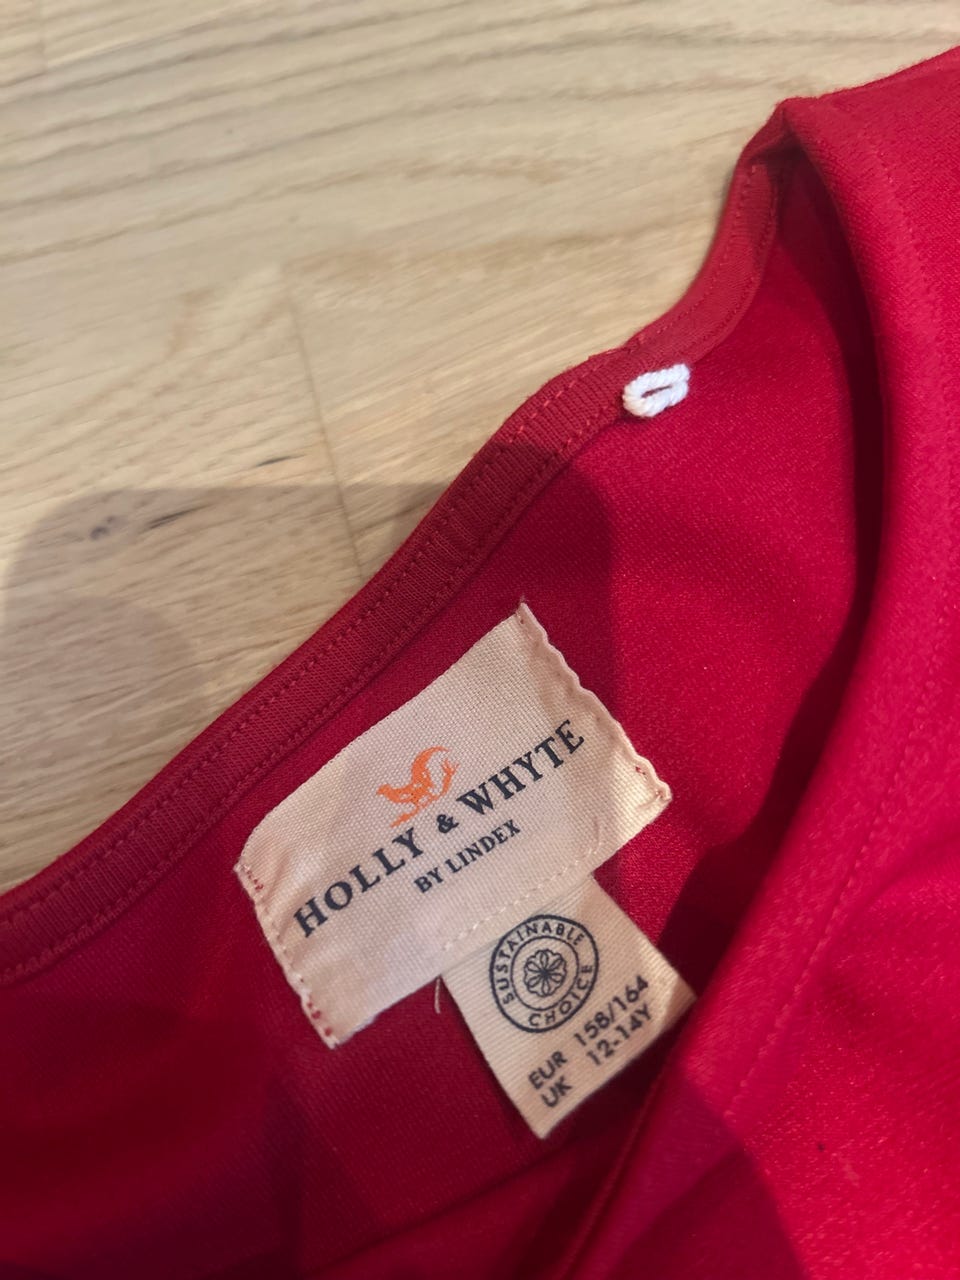 HOLLY & WHYTE
BY LINDEX
SUSTAINABLE
CHOICE
EUR 158/164
UK 12-14Y